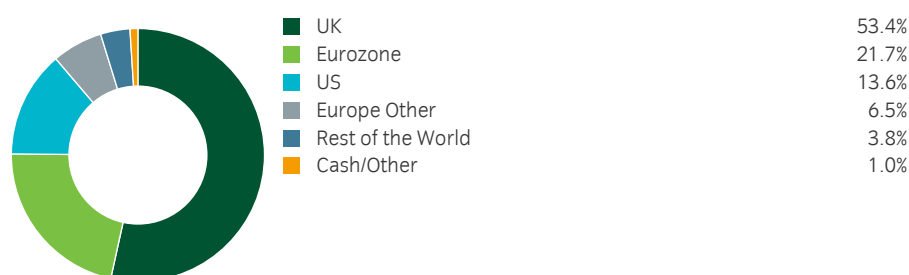 UK 53.4%
Eurozone 21.7%
US 13.6%
Europe Other 6.5%
Rest of the World 3.8%
Cash/Other 1.0%